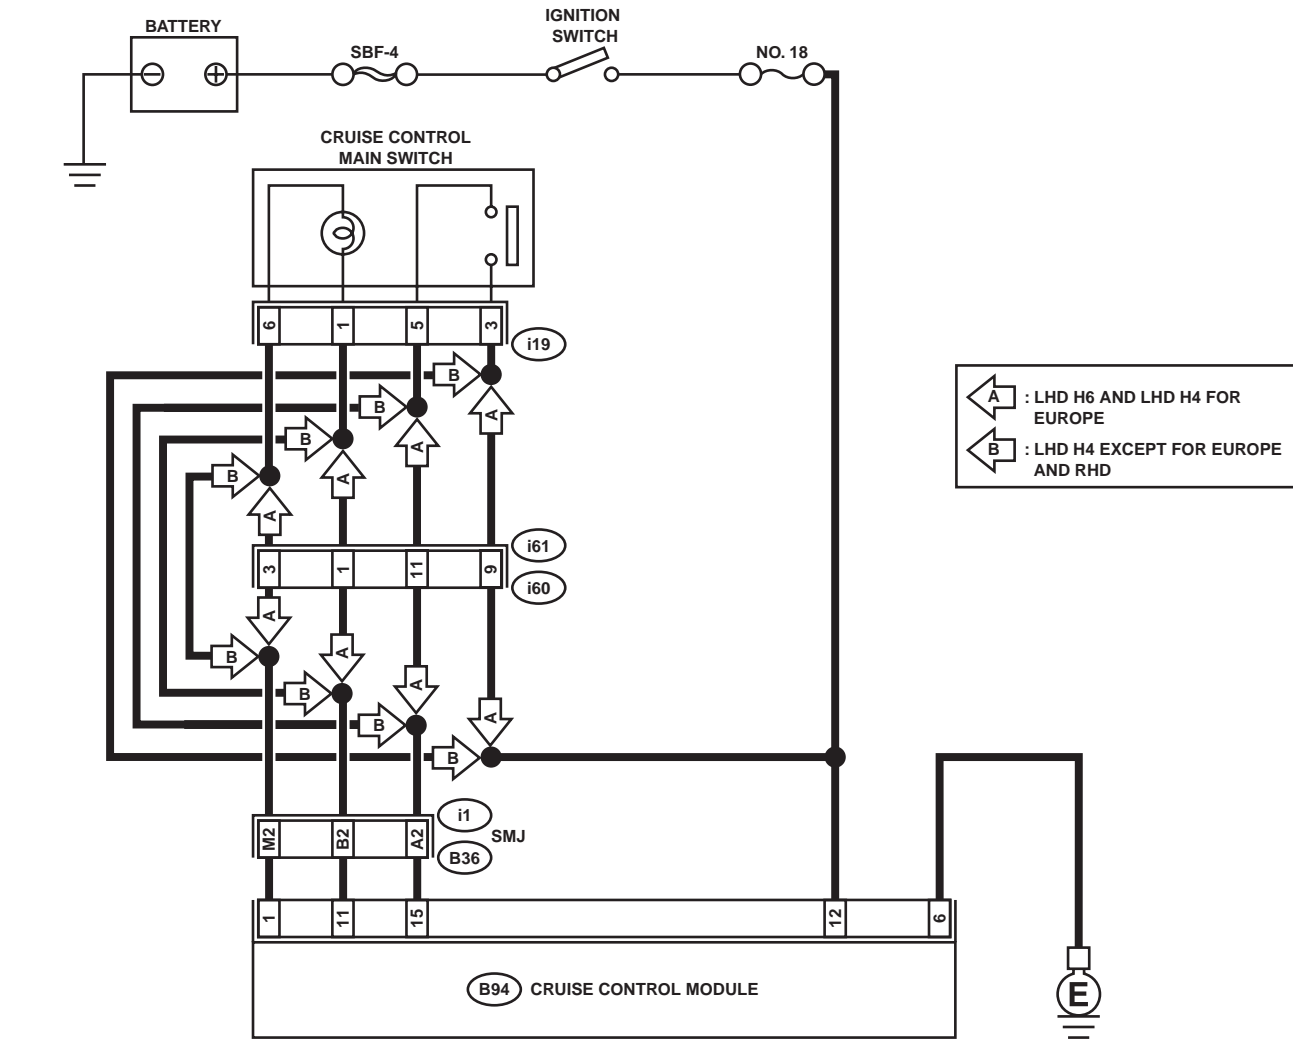 IGNITION
SWITCH
BATTERY
SBF-4
NO. 18
CRUISE CONTROL
MAIN SWITCH
6
1
5
3
i19
B
B
A
B
A
B
A
A
A : LHD H6 AND LHD H4 FOR
EUROPE
B : LHD H4 EXCEPT FOR EUROPE
AND RHD
i61
3
1
11
9
i60
A
A
B
A
B
A
B
B
i1
M2
B2
A2
SMJ
B36
1
11
15
12
6
B94 CRUISE CONTROL MODULE
E